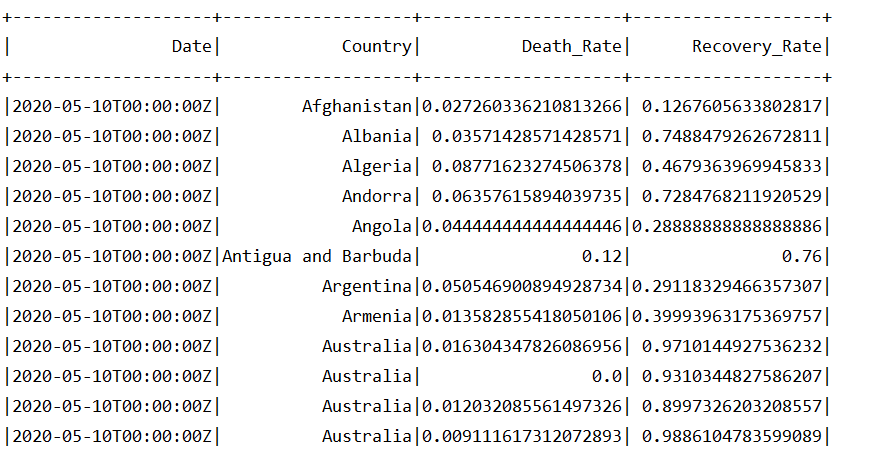 +--------------------+-------------------+--------------------+-------------------+
|                Date|            Country|          Death_Rate|      Recovery_Rate|
+--------------------+-------------------+--------------------+-------------------+
|2020-05-10T00:00:00Z|        Afghanistan|0.027260336210813266| 0.1267605633802817|
|2020-05-10T00:00:00Z|            Albania| 0.03571428571428571| 0.7488479262672811|
|2020-05-10T00:00:00Z|            Algeria| 0.08771623274506378| 0.4679363969945833|
|2020-05-10T00:00:00Z|            Andorra| 0.06357615894039735| 0.7284768211920529|
|2020-05-10T00:00:00Z|             Angola|0.044444444444444446|0.28888888888888886|
|2020-05-10T00:00:00Z|Antigua and Barbuda|                0.12|               0.76|
|2020-05-10T00:00:00Z|          Argentina|0.050546900894928734|0.29118329466357307|
|2020-05-10T00:00:00Z|            Armenia|0.013582855418050106|0.39993963175369757|
|2020-05-10T00:00:00Z|          Australia|0.016304347826086956| 0.9710144927536232|
|2020-05-10T00:00:00Z|          Australia|                 0.0| 0.9310344827586207|
|2020-05-10T00:00:00Z|          Australia|0.012032085561497326| 0.8997326203208557|
|2020-05-10T00:00:00Z|          Australia|0.009111617312072893| 0.9886104783599089|